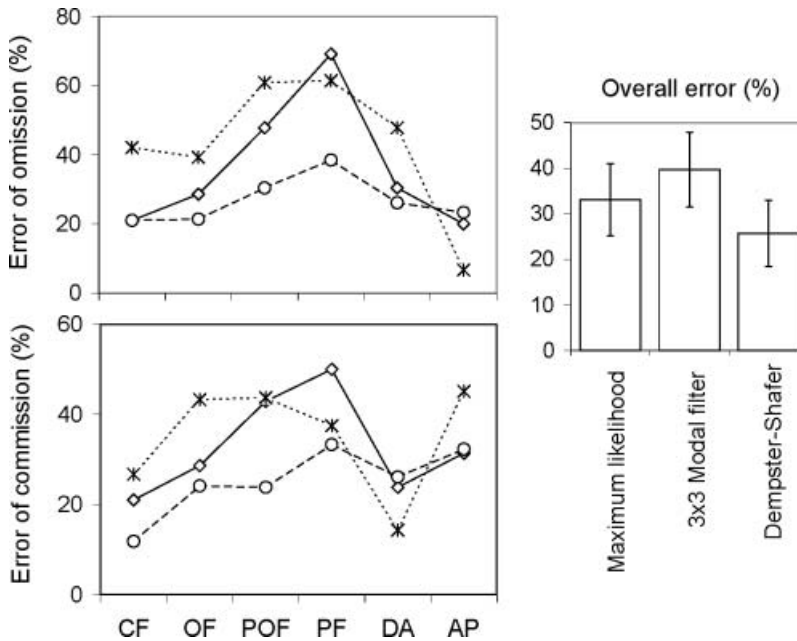 Error of omission (%)
80
60
40
20
0
Error of commission (%)
60
40
20
0
CF OF POF PF DA AP
Overall error (%)
50
40
30
20
10
0
Maximum likelihood
3x3 Modal filter
Dempster-Shafer